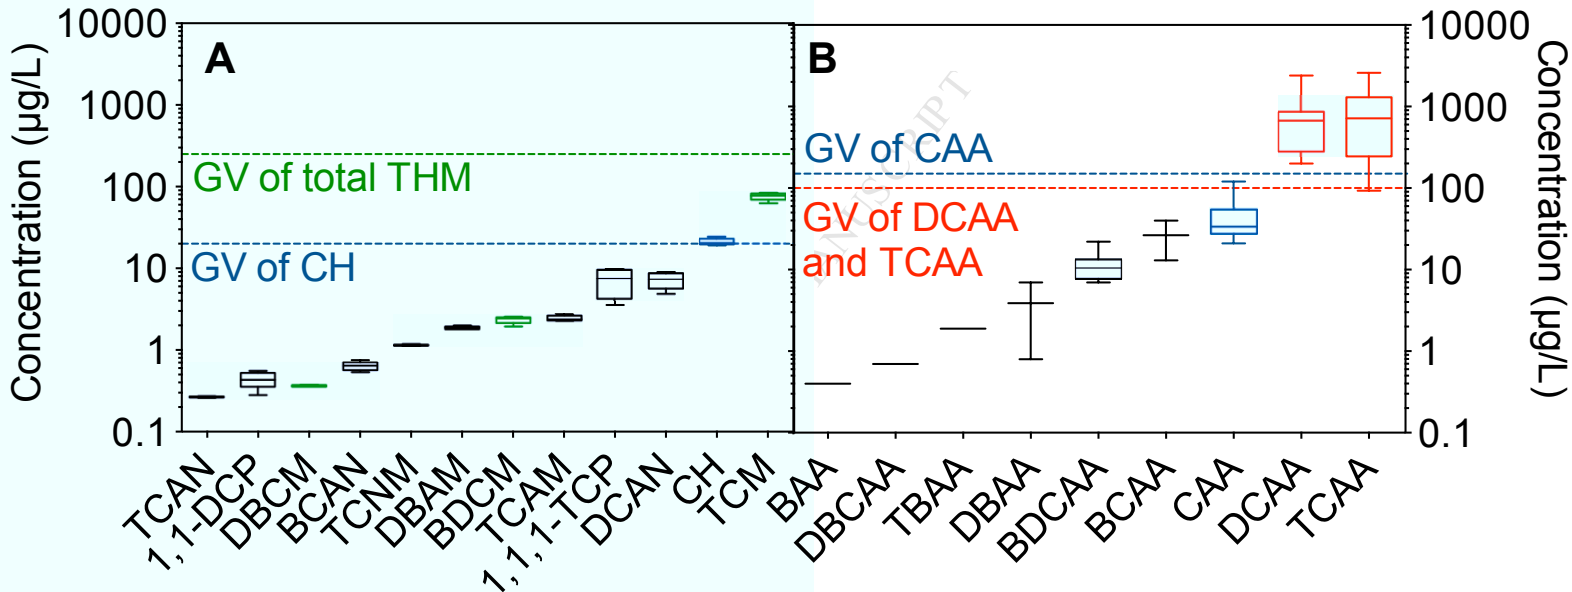 A
B
Concentration (µg/L)
10000
1000
100
10
1
0.1
GV of total THM
GV of CH
TCAN
1,1-DCP
DBCM
BCAN
TCNM
DBAM
BDCM
TCAM
1,1,1-TCP
DCAN
CH
TCM
GV of CAA
GV of DCAA
and TCAA
BAA
DBCAA
TBAA
DBAA
BDCAA
BCAA
CAA
DCAA
TCAA
10000
1000
100
10
1
0.1
Concentration (µg/L)